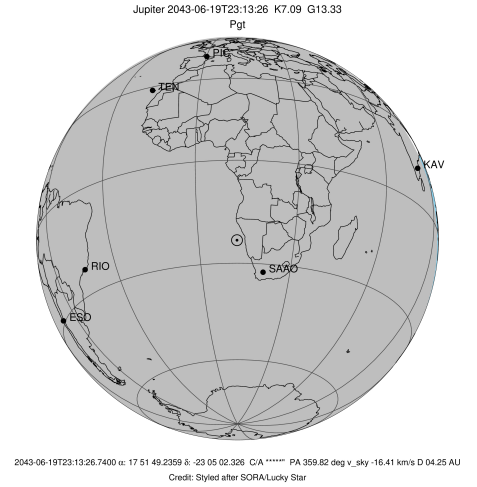 Jupiter 2043-06-19T23:13:26 K7.09 G13.33
Pgt
PIC
TEN
KAV
RIO
SAAO
ESO
2043-06-19T23:13:26.7400 α: 17 51 49.2359 δ: -23 05 02.326 C/A *****" PA 359.82 deg v_sky -16.41 km/s D 04.25 AU
Credit: Styled after SORA/Lucky Star